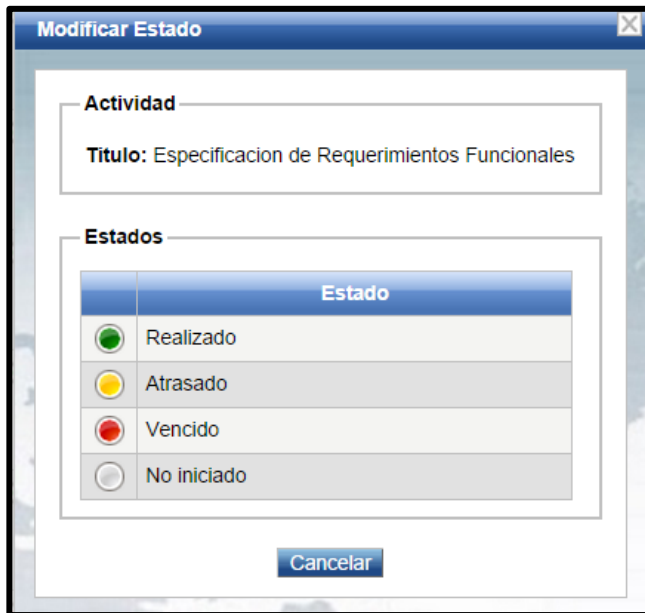 Modificar Estado
Actividad
Titulo: Especificacion de Requerimientos Funcionales
Estados
Estado
Realizado
Atrasado
Vencido
No iniciado
Cancelar